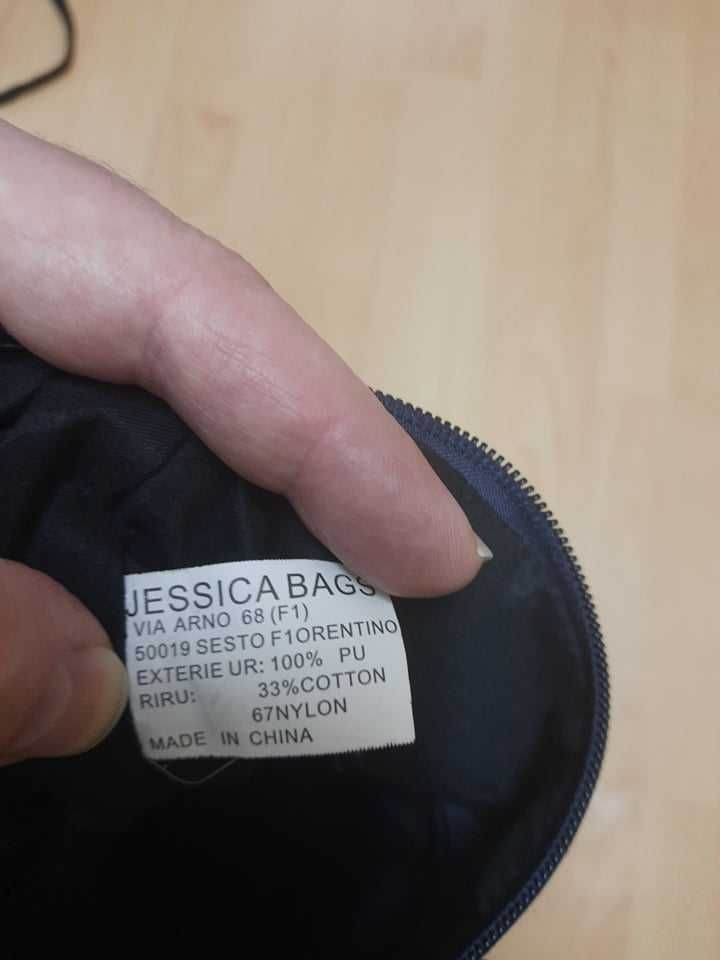 JESSICA BAGS
VIA ARNO 68 (F1)
50019 SESTO F1ORENTINO
EXTERIE UR: 100% PU
RIRU: 33%COTTON
67NYLON
MADE IN CHINA